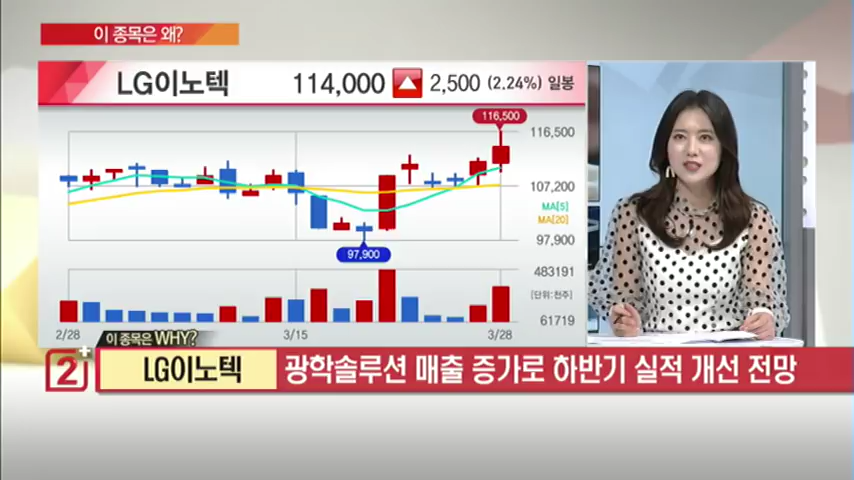 이 종목은 왜?
LG이노텍 114,000 2,500 (2.24%) 일봉
116,500
116,500
107,200
MA[5]
MA[20]
97,900
97,900
483191
[단위:천주]
61719
2/28 3/15 3/28
이 종목은 WHY?
2+ LG이노텍 광학솔루션 매출 증가로 하반기 실적 개선 전망